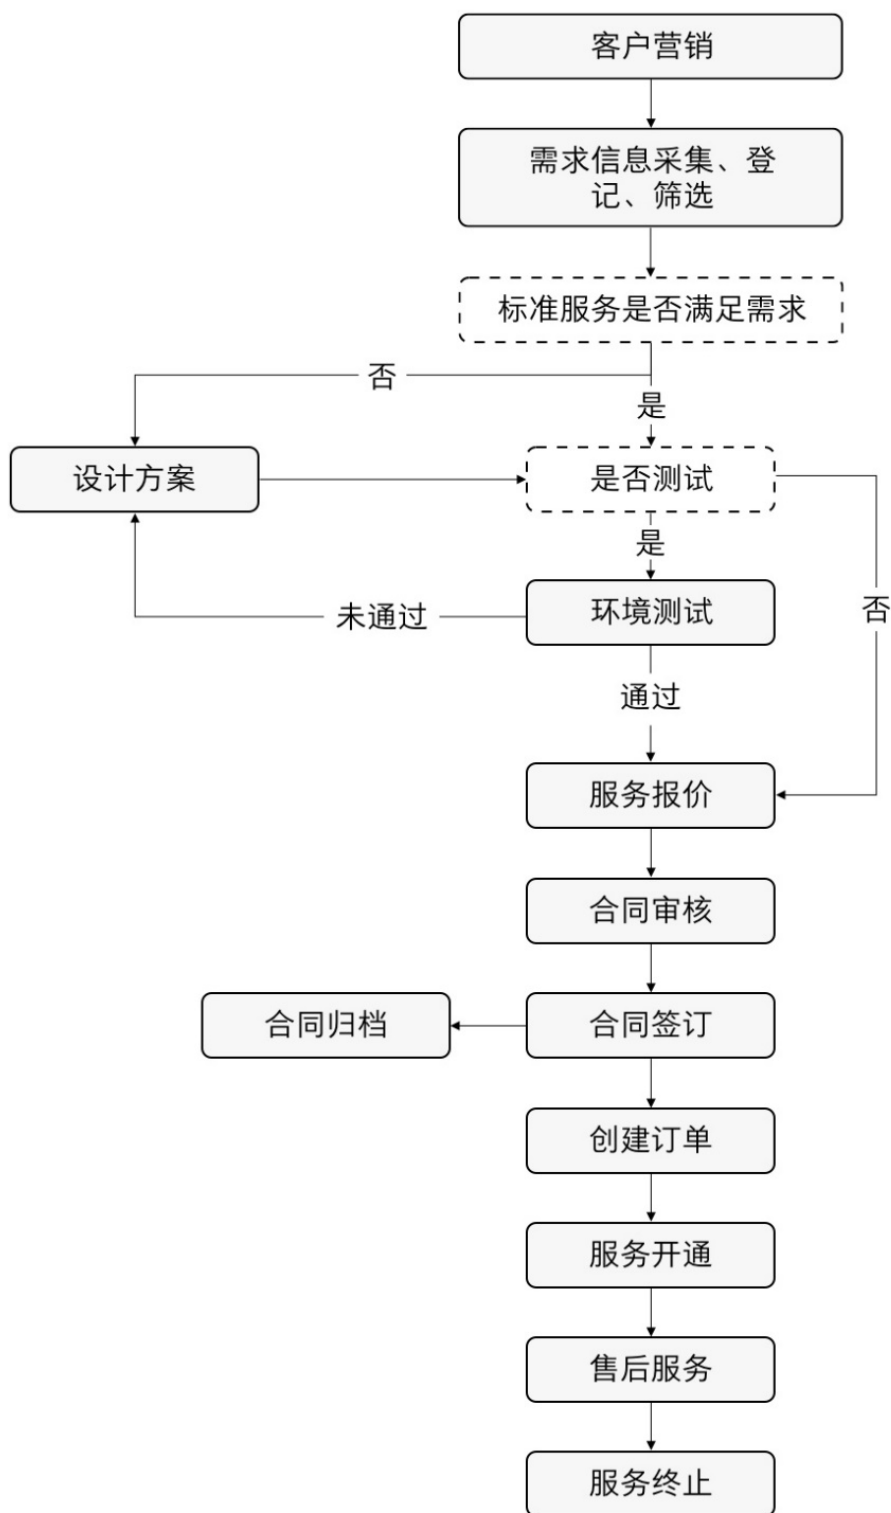 客户营销
需求信息采集、登
记、筛选
标准服务是否满足需求
否
是
设计方案
是否测试
是
否
未通过
环境测试
通过
服务报价
合同审核
合同归档
合同签订
创建订单
服务开通
售后服务
服务终止